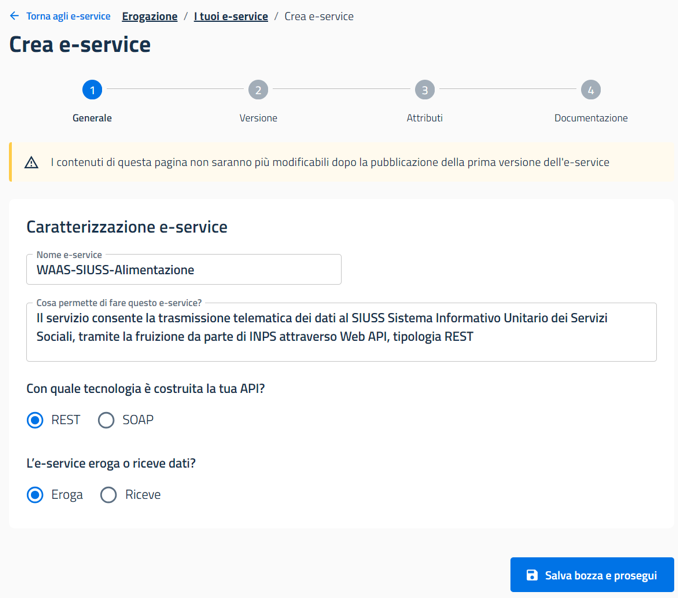 Torna agli e-service Erogazione / I tuoi e-service / Crea e-service
Crea e-service
1 2 3 4
Generale Versione Attributi Documentazione
I contenuti di questa pagina non saranno più modificabili dopo la pubblicazione della prima versione dell'e-service
Caratterizzazione e-service
Nome e-service
WAAS-SIUSS-Alimentazione
Cosa permette di fare questo e-service?
Il servizio consente la trasmissione telematica dei dati al SIUSS Sistema Informativo Unitario dei Servizi
Sociali, tramite la fruizione da parte di INPS attraverso Web API, tipologia REST
Con quale tecnologia è costruita la tua API?
REST SOAP
L'e-service eroga o riceve dati?
Eroga Riceve
Salva bozza e prosegui